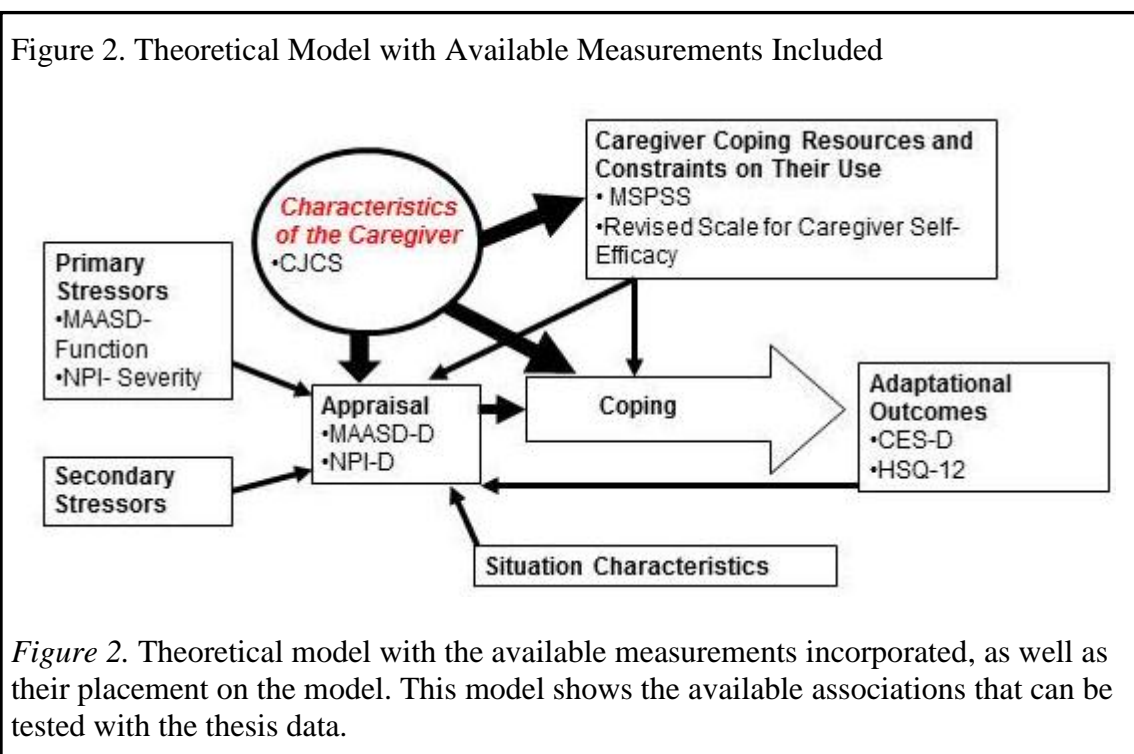 Figure 2. Theoretical Model with Available Measurements Included
Characteristics
of the Caregiver
•CJCS
Caregiver Coping Resources and
Constraints on Their Use
• MSPSS
•Revised Scale for Caregiver Self-
Efficacy
Primary
Stressors
•MAASD-
Function
•NPI- Severity
Appraisal
•MAASD-D
•NPI-D
Coping
Adaptational
Outcomes
•CES-D
•HSQ-12
Secondary
Stressors
Situation Characteristics
Figure 2. Theoretical model with the available measurements incorporated, as well as
their placement on the model. This model shows the available associations that can be
tested with the thesis data.